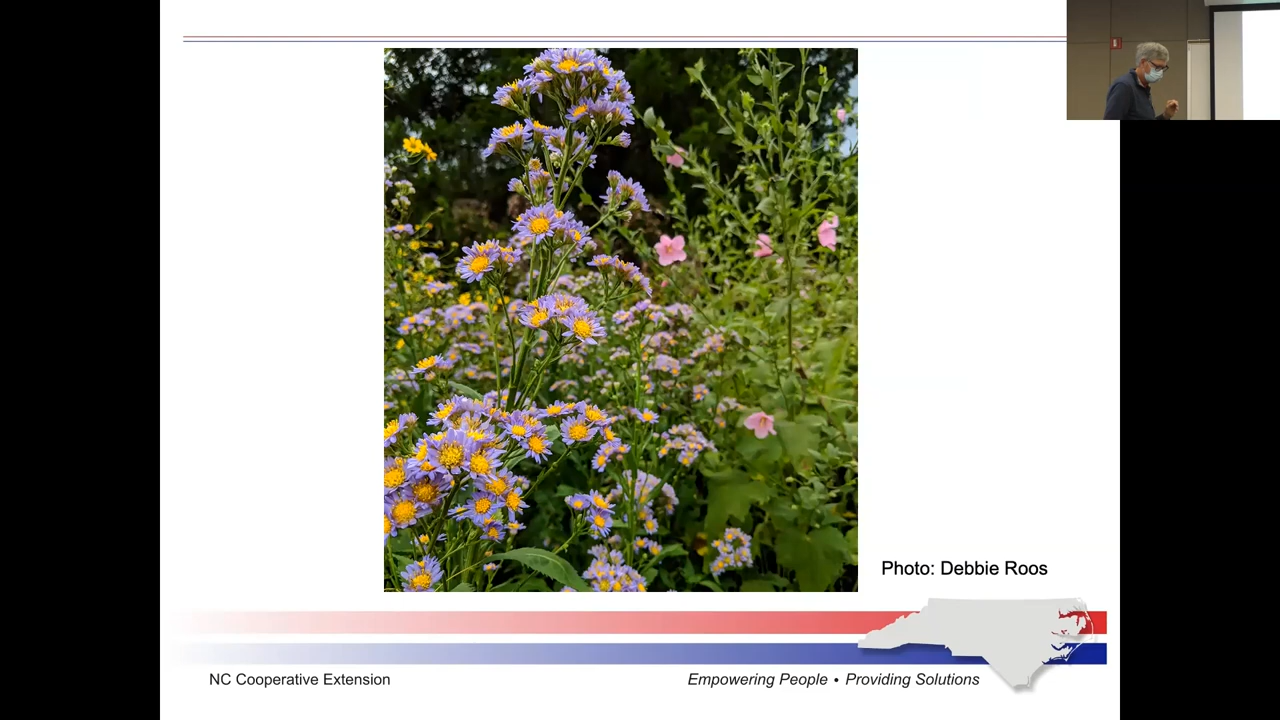 Photo: Debbie Roos
NC Cooperative Extension
Empowering People • Providing Solutions